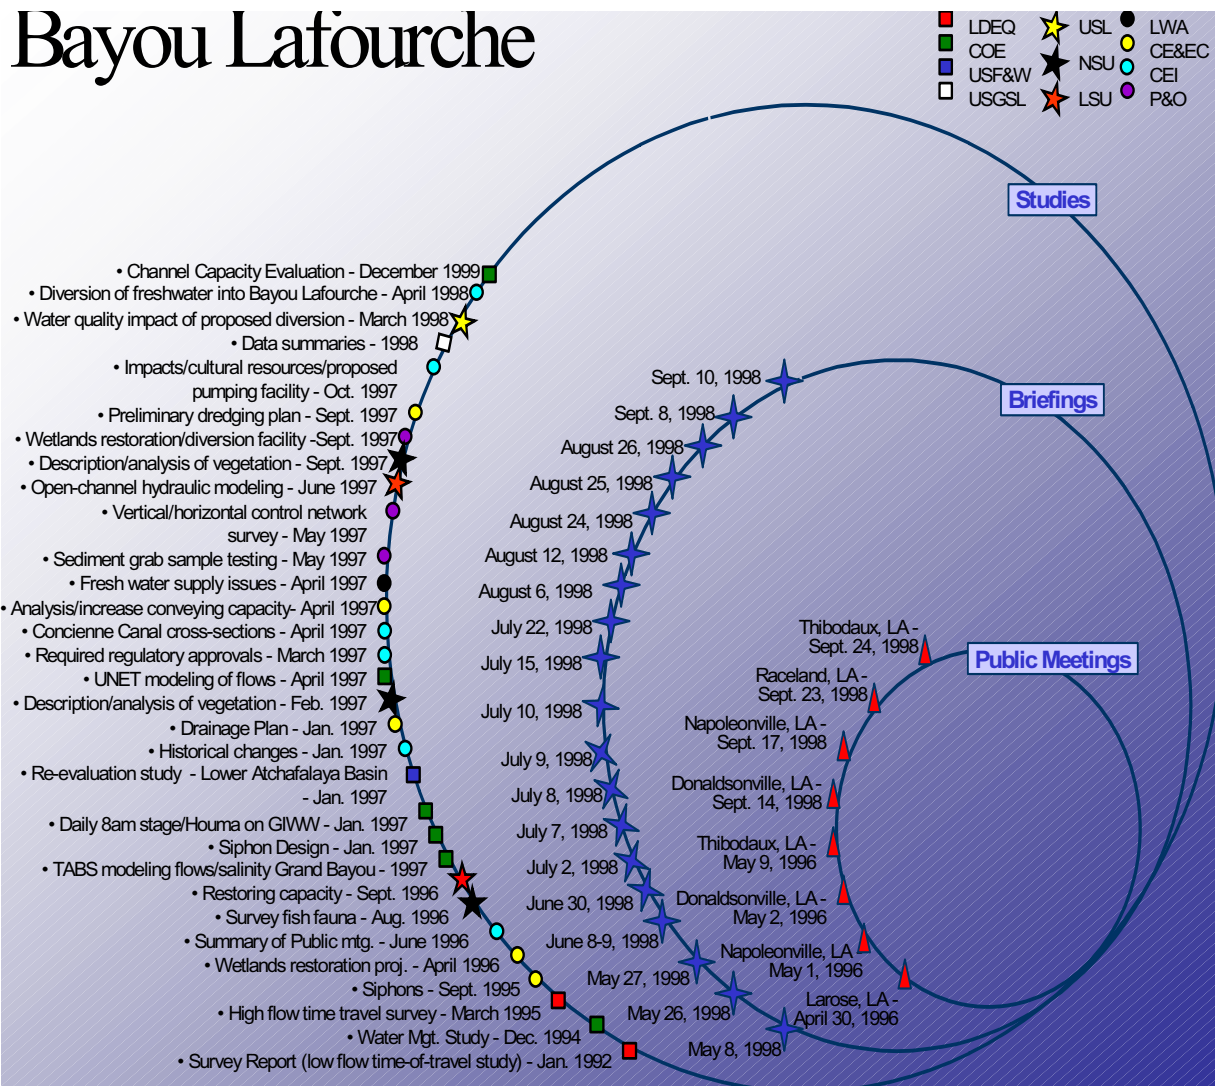 Bayou Lafourche
LDEQ
COE
USF&W
USGSL
USL
NSU
LSU
LWA
CE&EC
CEI
P&O
Studies
• Channel Capacity Evaluation - December 1999
• Diversion of freshwater into Bayou Lafourche - April 1998
• Water quality impact of proposed diversion - March 1998
• Data summaries - 1998
• Impacts/cultural resources/proposed
pumping facility - Oct. 1997
• Preliminary dredging plan - Sept. 1997
• Wetlands restoration/diversion facility -Sept. 1997
• Description/analysis of vegetation - Sept. 1997
• Open-channel hydraulic modeling - June 1997
• Vertical/horizontal control network
survey - May 1997
• Sediment grab sample testing - May 1997
• Fresh water supply issues - April 1997
• Analysis/increase conveying capacity- April 1997
• Concienne Canal cross-sections - April 1997
• Required regulatory approvals - March 1997
• UNET modeling of flows - April 1997
• Description/analysis of vegetation - Feb. 1997
• Drainage Plan - Jan. 1997
• Historical changes - Jan. 1997
• Re-evaluation study - Lower Atchafalaya Basin
- Jan. 1997
• Daily 8am stage/Houma on GIWW - Jan. 1997
• Siphon Design - Jan. 1997
• TABS modeling flows/salinity Grand Bayou - 1997
• Restoring capacity - Sept. 1996
• Survey fish fauna - Aug. 1996
• Summary of Public mtg. - June 1996
• Wetlands restoration proj. - April 1996
• Siphons - Sept. 1995
• High flow time travel survey - March 1995
• Water Mgt. Study - Dec. 1994
• Survey Report (low flow time-of-travel study) - Jan. 1992
Briefings
Sept. 10, 1998
Sept. 8, 1998
August 26, 1998
August 25, 1998
August 24, 1998
August 12, 1998
August 6, 1998
July 22, 1998
July 15, 1998
July 10, 1998
July 9, 1998
July 8, 1998
July 7, 1998
July 2, 1998
June 30, 1998
June 8-9, 1998
May 27, 1998
May 26, 1998
May 8, 1998
Public Meetings
Thibodaux, LA -
Sept. 24, 1998
Raceland, LA -
Sept. 23, 1998
Napoleonville, LA -
Sept. 17, 1998
Donaldsonville, LA -
Sept. 14, 1998
Thibodaux, LA -
May 9, 1996
Donaldsonville, LA -
May 2, 1996
Napoleonville, LA
May 1, 1996
Larose, LA -
April 30, 1996